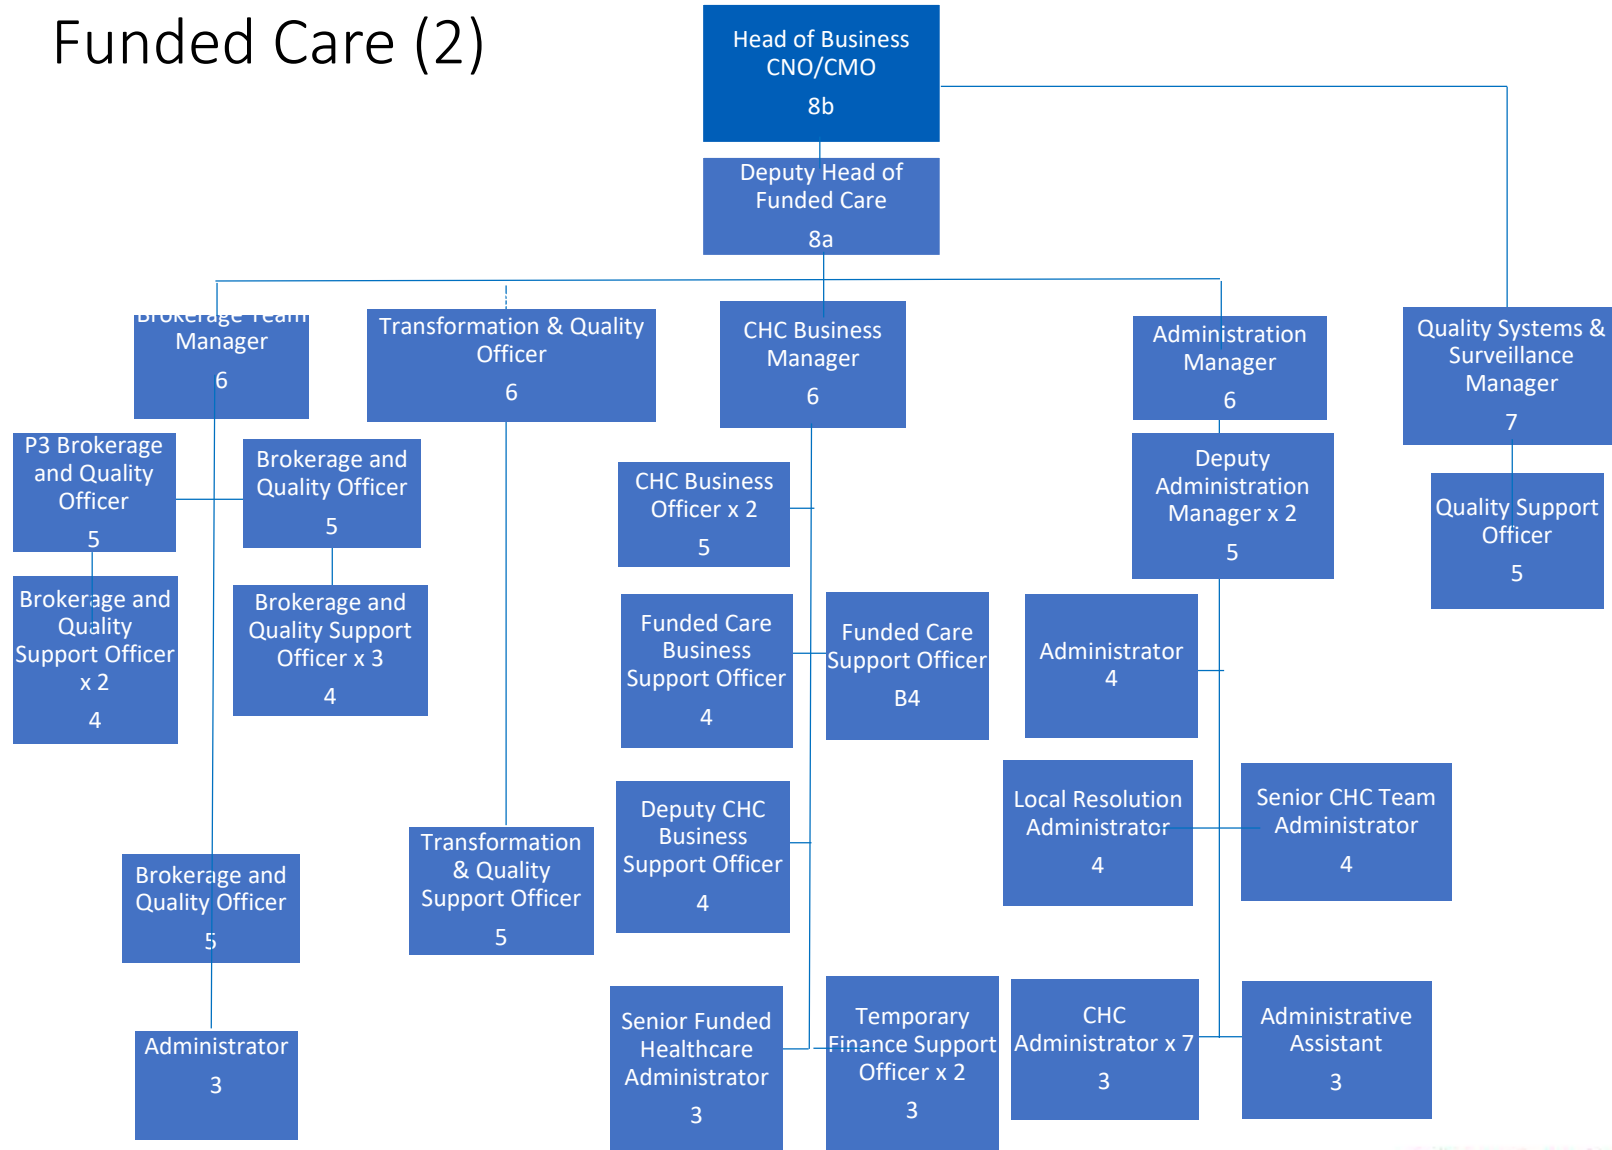 Funded Care (2)
Head of Business
CNO/CMO
8b
Deputy Head of
Funded Care
8a
Brokerage Team
Manager
6
Transformation & Quality
Officer
6
CHC Business
Manager
6
Administration
Manager
6
Quality Systems &
Surveillance
Manager
7
P3 Brokerage
and Quality
Officer
5
Brokerage and
Quality Officer
5
CHC Business
Officer x 2
5
Deputy
Administration
Manager x 2
5
Quality Support
Officer
5
Brokerage and
Quality
Support Officer
x 2
4
Brokerage and
Quality Support
Officer x 3
4
Funded Care
Business
Support Officer
4
Funded Care
Support Officer
B4
Administrator
4
Deputy CHC
Business
Support Officer
4
Local Resolution
Administrator
4
Senior CHC Team
Administrator
4
Brokerage and
Quality Officer
5
Transformation
& Quality
Support Officer
5
Administrator
3
Senior Funded
Healthcare
Administrator
3
Temporary
Finance Support
Officer x 2
3
CHC
Administrator x 7
3
Administrative
Assistant
3